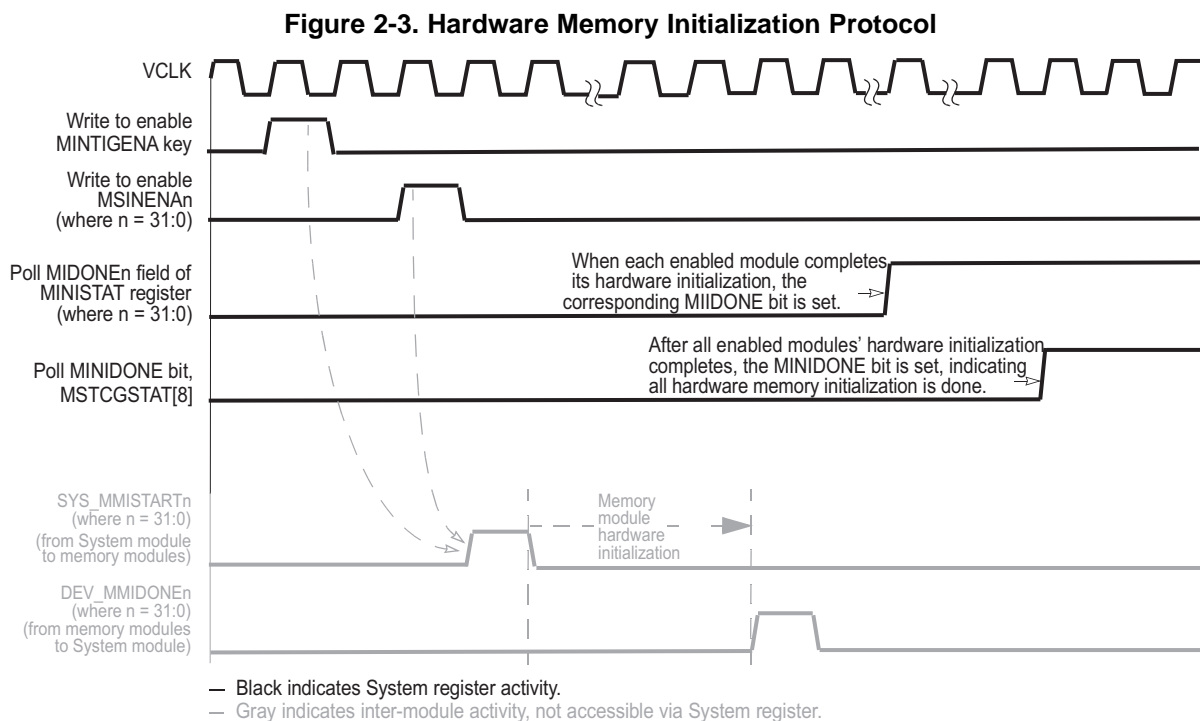 Figure 2-3. Hardware Memory Initialization Protocol
VCLK
Write to enable
MINTIGENA key
Write to enable
MSINENAn
(where n = 31:0)
Poll MIDONEn field of
MINISTAT register
(where n = 31:0)
When each enabled module completes
its hardware initialization, the
corresponding MIIDONE bit is set.
Poll MINIDONE bit,
MSTCGSTAT[8]
After all enabled modules’ hardware initialization
completes, the MINIDONE bit is set, indicating
all hardware memory initialization is done.
SYS_MMISTARTn
(where n = 31:0)
(from System module
to memory modules)
Memory
module
hardware
initialization
DEV_MMIDONEn
(where n = 31:0)
(from memory modules
to System module)
— Black indicates System register activity.
— Gray indicates inter-module activity, not accessible via System register.